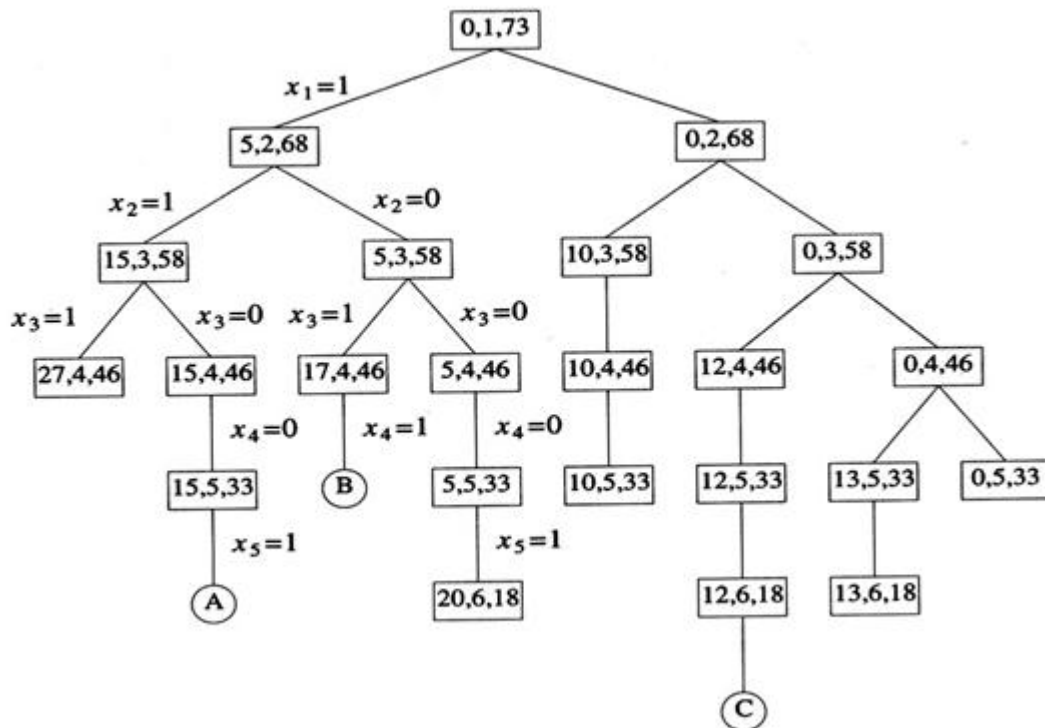 0,1,73
x₁=1
5,2,68
0,2,68
x₂=1
x₂=0
15,3,58
5,3,58
10,3,58
0,3,58
x₃=1
x₃=0
x₃=1
x₃=0
27,4,46
15,4,46
17,4,46
5,4,46
10,4,46
12,4,46
0,4,46
x₄=0
x₄=1
x₄=0
15,5,33
B
5,5,33
10,5,33
12,5,33
13,5,33
0,5,33
x₅=1
x₅=1
A
20,6,18
12,6,18
13,6,18
C